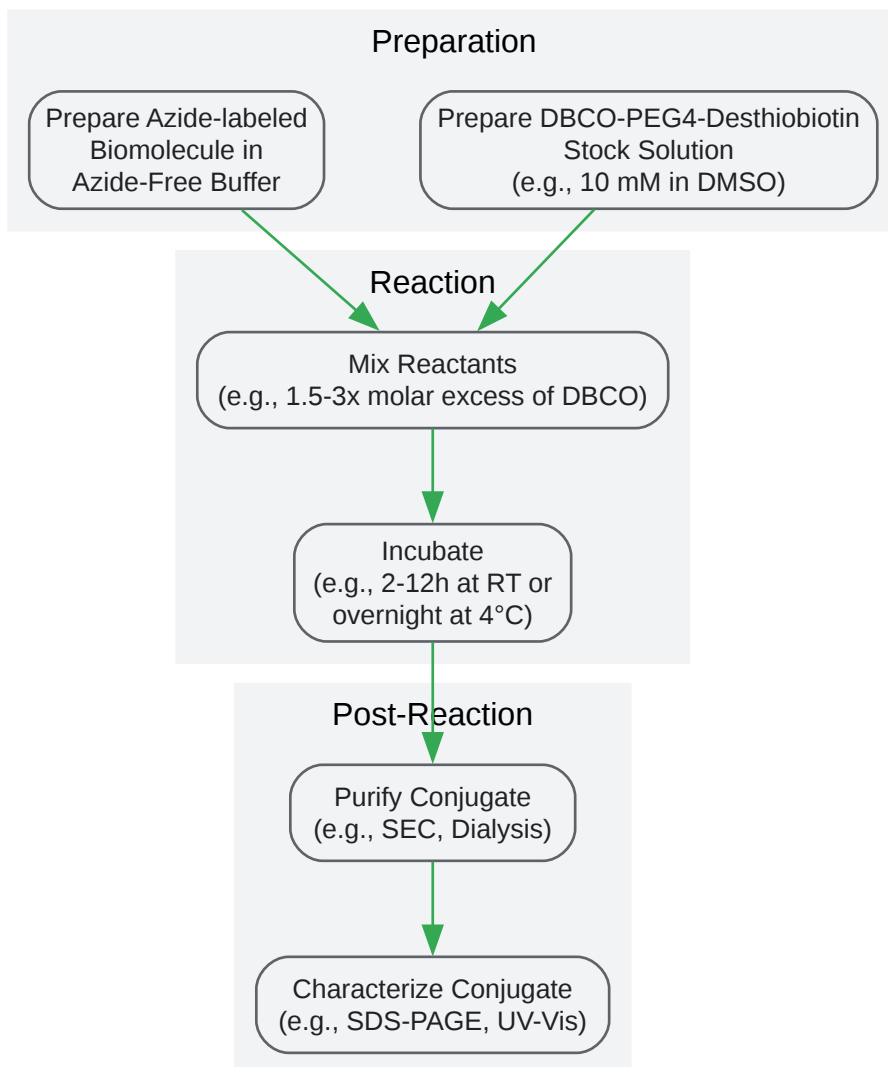 Preparation
Prepare Azide-labeled
Biomolecule in
Azide-Free Buffer
Prepare DBCO-PEG4-Desthiobiotin
Stock Solution
(e.g., 10 mM in DMSO)
Reaction
Mix Reactants
(e.g., 1.5-3x molar excess of DBCO)
Incubate
(e.g., 2-12h at RT or
overnight at 4°C)
Post-Reaction
Purify Conjugate
(e.g., SEC, Dialysis)
Characterize Conjugate
(e.g., SDS-PAGE, UV-Vis)